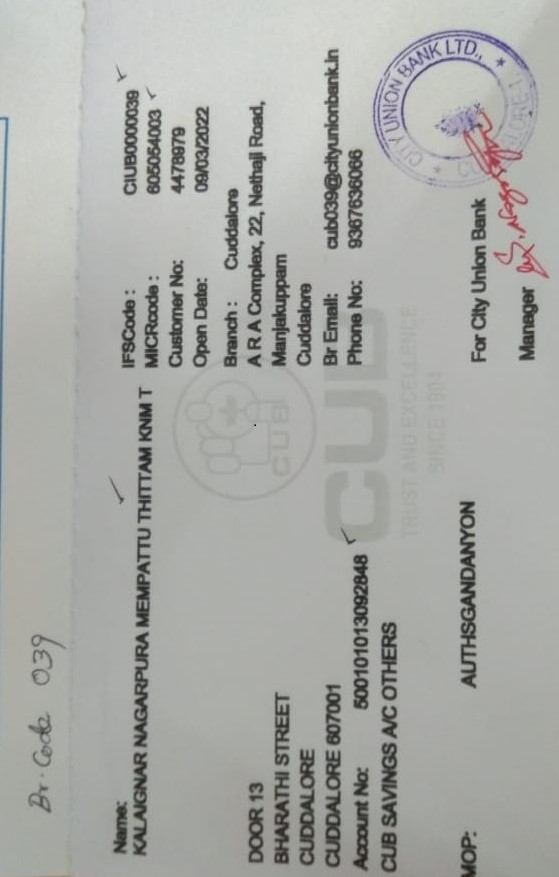 Br. Code 039
Name:
KALAIGNAR NAGARPURA MEMPATTU THITTAM KNM T
DOOR 13
BHARATHI STREET
CUDDALORE
CUDDALORE 607001
Account No: 500101013092848
CUB SAVINGS A/C OTHERS
MOP: AUTHSGANDANYON
IFSCode : CIUB0000039
MICRcode : 605054003
Customer No: 4478979
Open Date: 09/03/2022
Branch : Cuddalore
A R A Complex, 22, Nethaji Road,
Manjakuppam
Cuddalore
Br Email: cub039@cityunionbank.in
Phone No: 9367636066
For City Union Bank
Manager
CUB
CUB
TRUST AND EXCELLENCE
SINCE 1904
CITY UNION BANK LTD.,
CUDDALORE-1